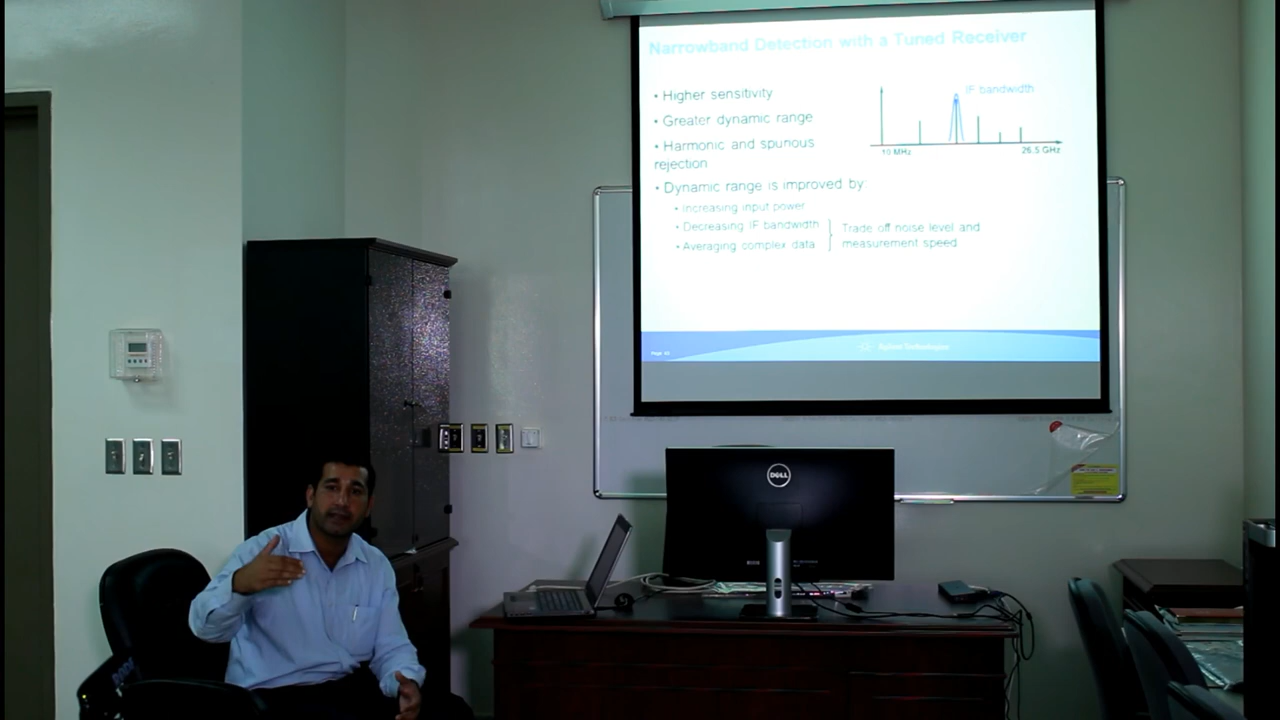 Narrowband Detection with a Tuned Receiver
• Higher sensitivity
• Greater dynamic range
• Harmonic and spurious
rejection
• Dynamic range is improved by:
• Increasing input power
• Decreasing IF bandwidth
• Averaging complex data
Trade off noise level and
measurement speed
IF bandwidth
10 MHz
26.5 GHz
Agilent Technologies
DELL